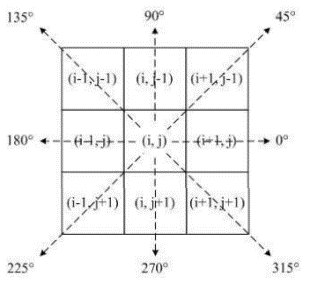 135° 90° 45°
(i-1, j-1) (i, j-1) (i+1, j-1)
180° (i-1, j) (i, j) (i+1, j) 0°
(i-1, j+1) (i, j+1) (i+1, j+1)
225° 270° 315°